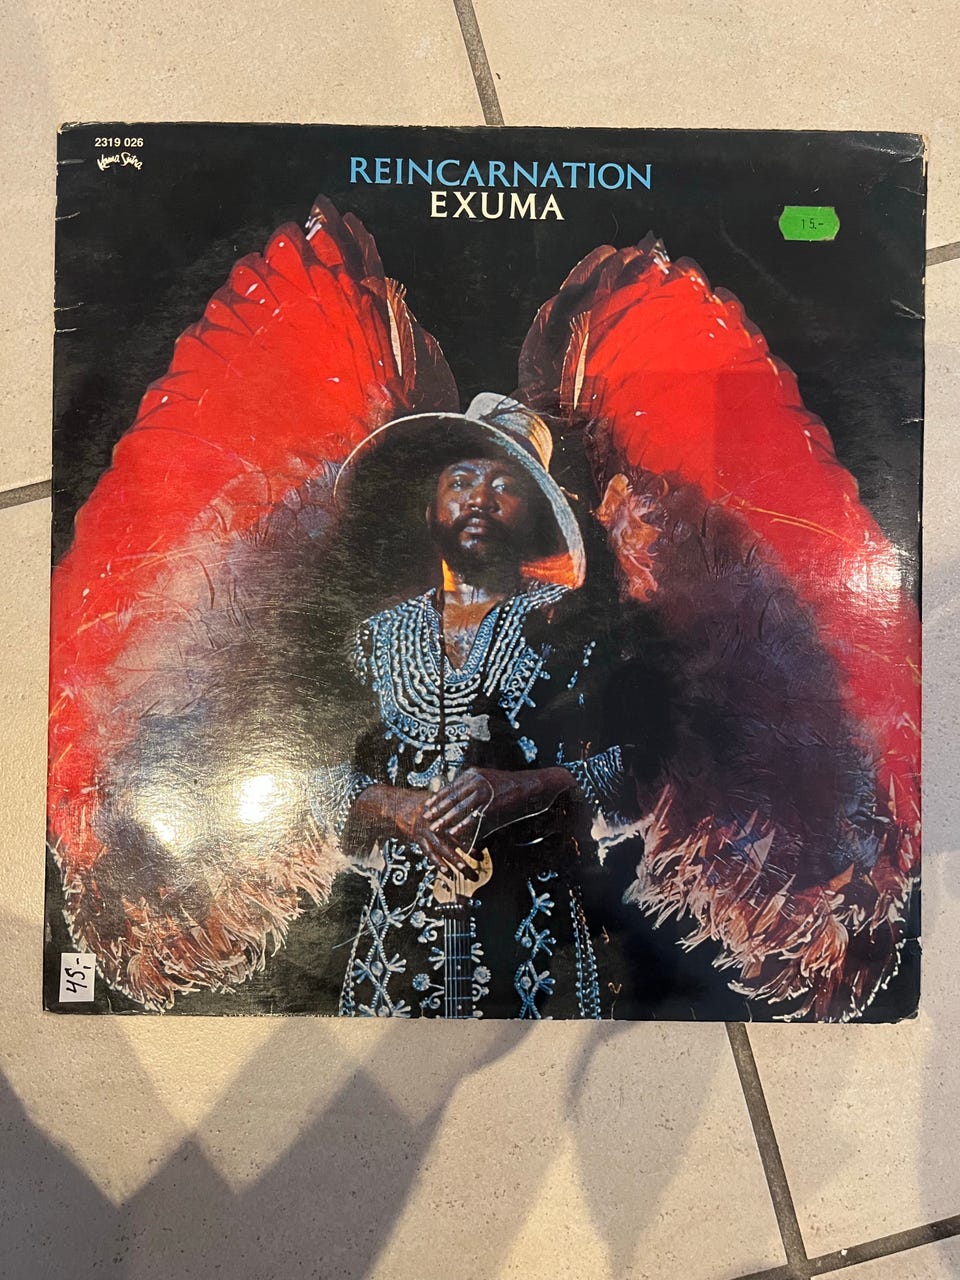 2319 026
Kama Sutra
REINCARNATION
EXUMA
15.-
45,-